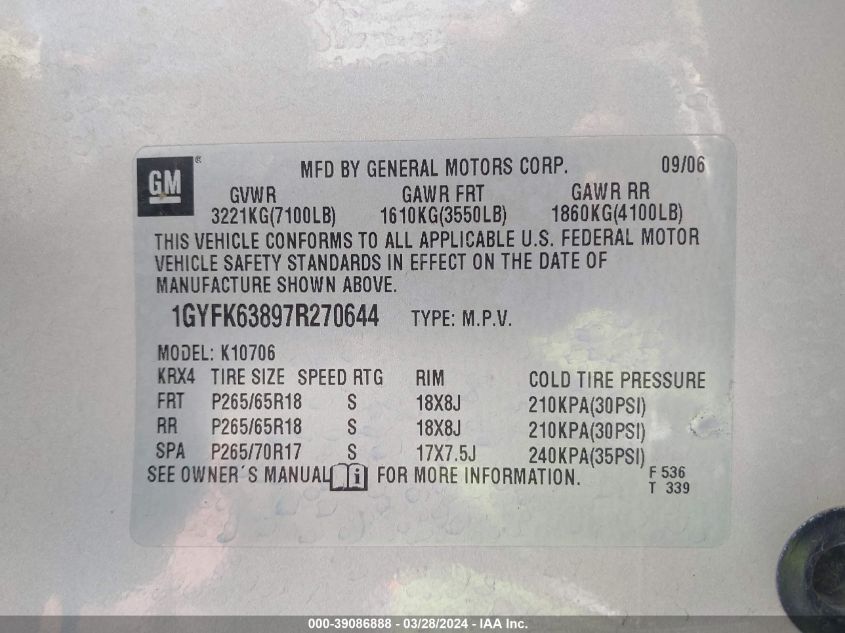 GM ® MFD BY GENERAL MOTORS CORP. 09/06
GVWR GAWR FRT GAWR RR
3221KG(7100LB) 1610KG(3550LB) 1860KG(4100LB)
THIS VEHICLE CONFORMS TO ALL APPLICABLE U.S. FEDERAL MOTOR
VEHICLE SAFETY STANDARDS IN EFFECT ON THE DATE OF
MANUFACTURE SHOWN ABOVE.
1GYFK63897R270644 TYPE: M.P.V.
MODEL: K10706
KRX4 TIRE SIZE SPEED RTG RIM COLD TIRE PRESSURE
FRT P265/65R18 S 18X8J 210KPA(30PSI)
RR P265/65R18 S 18X8J 210KPA(30PSI)
SPA P265/70R17 S 17X7.5J 240KPA(35PSI)
SEE OWNER´S MANUAL i FOR MORE INFORMATION. F 536
T 339
000-39086888 - 03/28/2024 - IAA Inc.